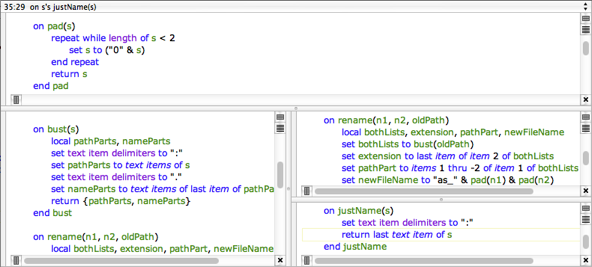 35:29 on s's justName(s)
on pad(s)
repeat while length of s < 2
set s to ("0" & s)
end repeat
return s
end pad
on bust(s)
local pathParts, nameParts
set text item delimiters to ":"
set pathParts to text items of s
set text item delimiters to "."
set nameParts to text items of last item of pathPa
return {pathParts, nameParts}
end bust
on rename(n1, n2, oldPath)
local bothLists, extension, pathPart, newFileName
on rename(n1, n2, oldPath)
local bothLists, extension, pathPart, newFileName
set bothLists to bust(oldPath)
set extension to last item of item 2 of bothLists
set pathPart to items 1 thru -2 of item 1 of bothLists
set newFileName to "as_" & pad(n1) & pad(n2)
on justName(s)
set text item delimiters to ":"
return last text item of s
end justName